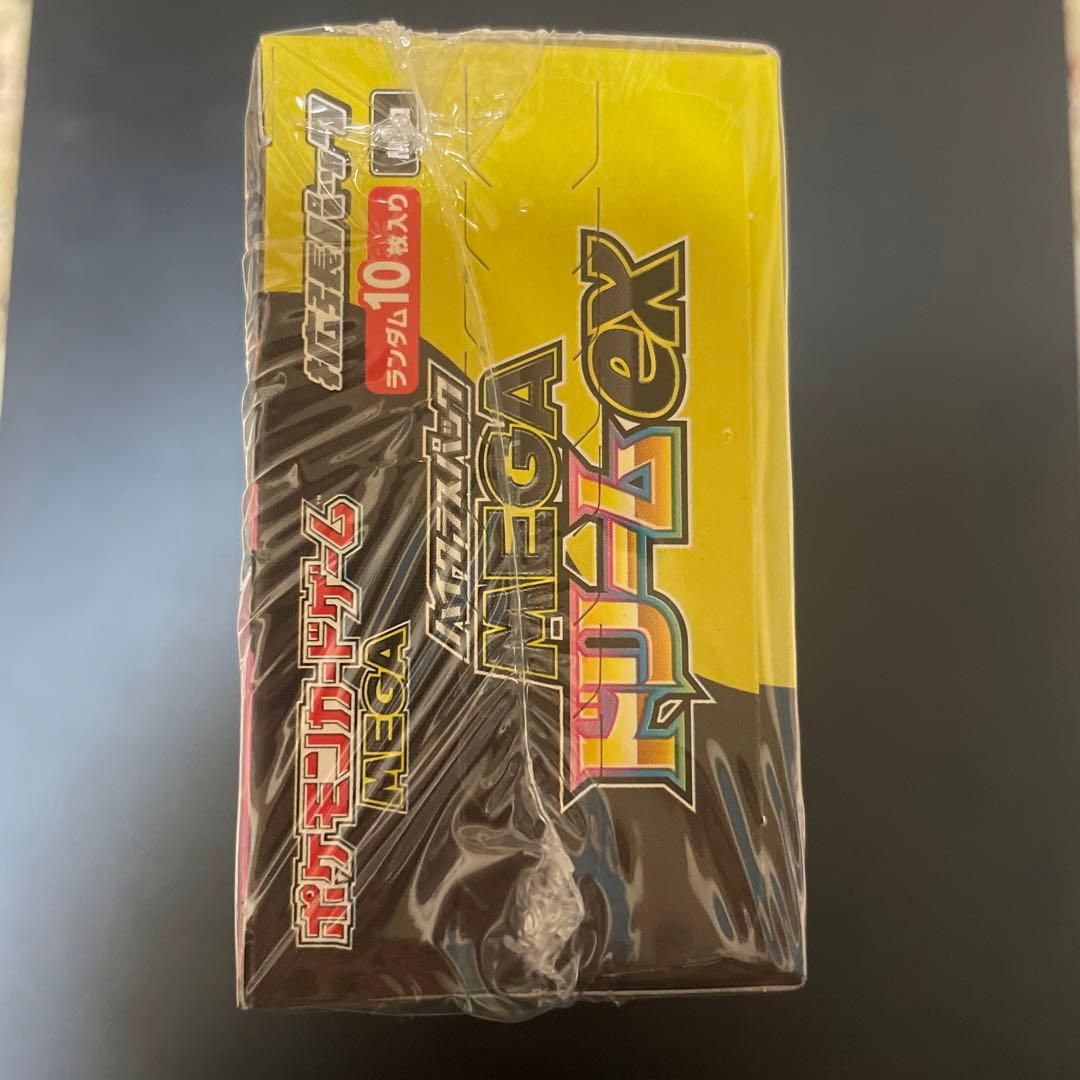 ポケモンカードゲーム
MEGA
拡張パック
ランダム10枚入り
ハイクラスパック
MEGA
ドリームex